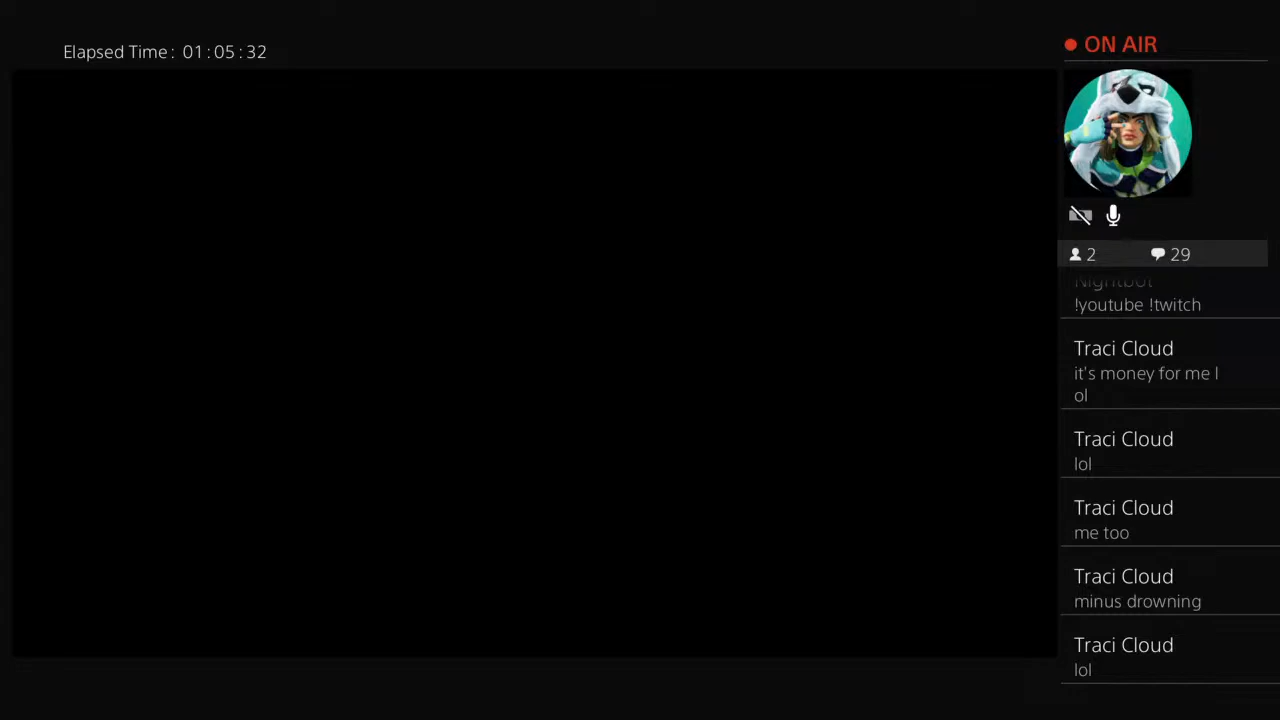 Elapsed Time: 01:05:32
ON AIR
2 29
Nightbot
!youtube !twitch
Traci Cloud
it's money for me l
ol
Traci Cloud
lol
Traci Cloud
me too
Traci Cloud
minus drowning
Traci Cloud
lol